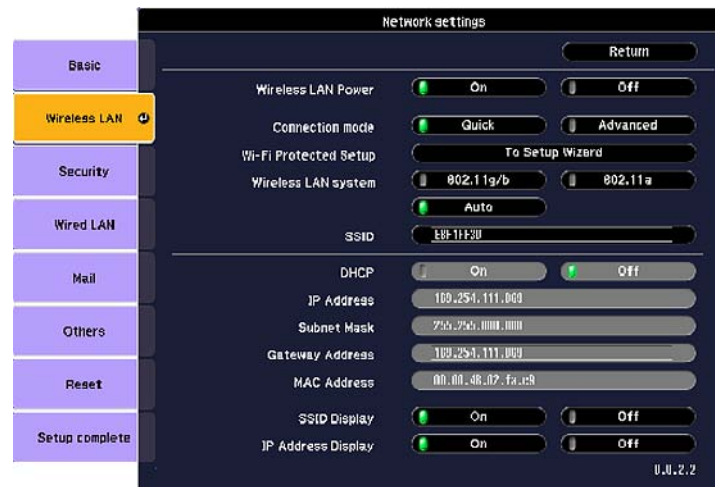 Network settings
Return
Basic
Wireless LAN Power On Off
Wireless LAN
Connection mode Quick Advanced
Wi-Fi Protected Setup To Setup Wizard
Security
Wireless LAN system 802.11g/b 802.11a
Auto
Wired LAN
SSID
DHCP On Off
Mail
IP Address
Subnet Mask
Others
Gateway Address
MAC Address
Reset
SSID Display On Off
Setup complete
IP Address Display On Off